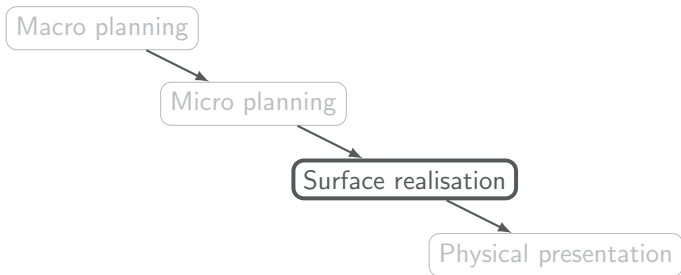 Macro planning
Micro planning
Surface realisation
Physical presentation